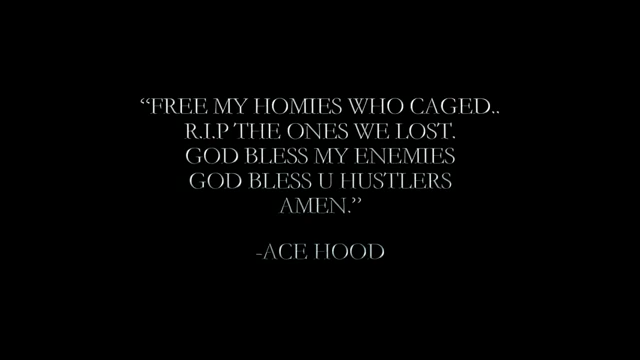 “FREE MY HOMIES WHO CAGED..
R.I.P THE ONES WE LOST.
GOD BLESS MY ENEMIES
GOD BLESS U HUSTLERS
AMEN.”
-ACE HOOD